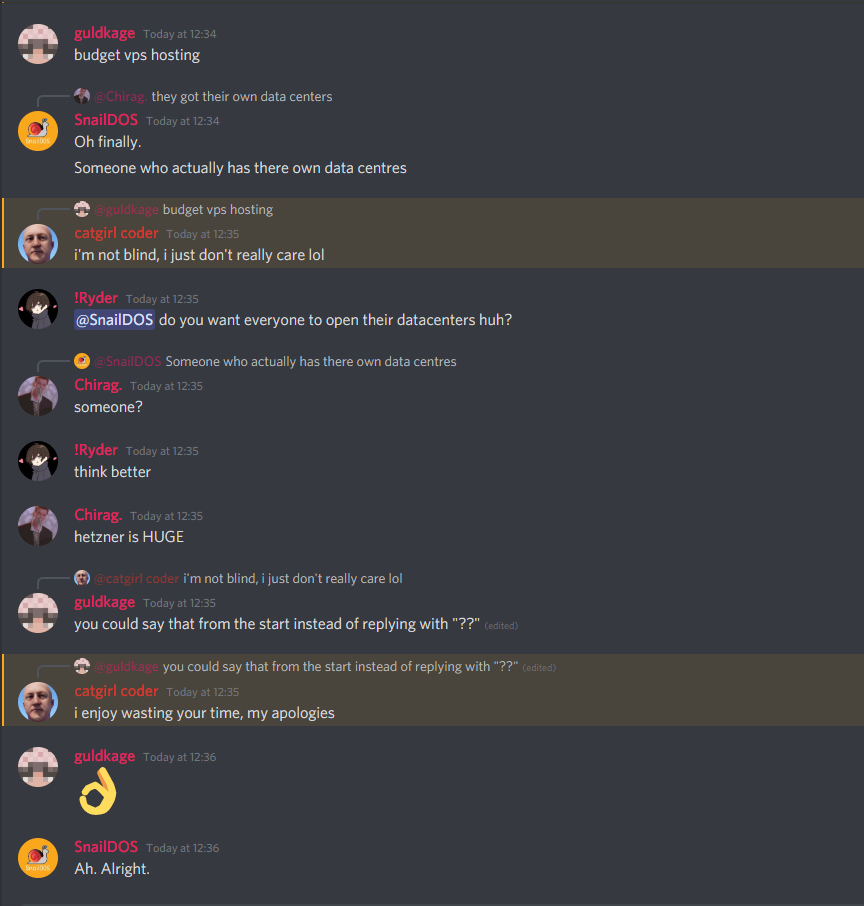 guldkage Today at 12:34
budget vps hosting
@Chirag. they got their own data centers
SnailDOS Today at 12:34
Oh finally.
Someone who actually has there own data centres
@guldkage budget vps hosting
catgirl coder Today at 12:35
i'm not blind, i just don't really care lol
!Ryder Today at 12:35
@SnailDOS do you want everyone to open their datacenters huh?
@SnailDOS Someone who actually has there own data centres
Chirag. Today at 12:35
someone?
!Ryder Today at 12:35
think better
Chirag. Today at 12:35
hetzner is HUGE
@catgirl coder i'm not blind, i just don't really care lol
guldkage Today at 12:35
you could say that from the start instead of replying with "??" (edited)
@guldkage you could say that from the start instead of replying with "??" (edited)
catgirl coder Today at 12:35
i enjoy wasting your time, my apologies
guldkage Today at 12:36
👌
SnailDOS Today at 12:36
Ah. Alright.